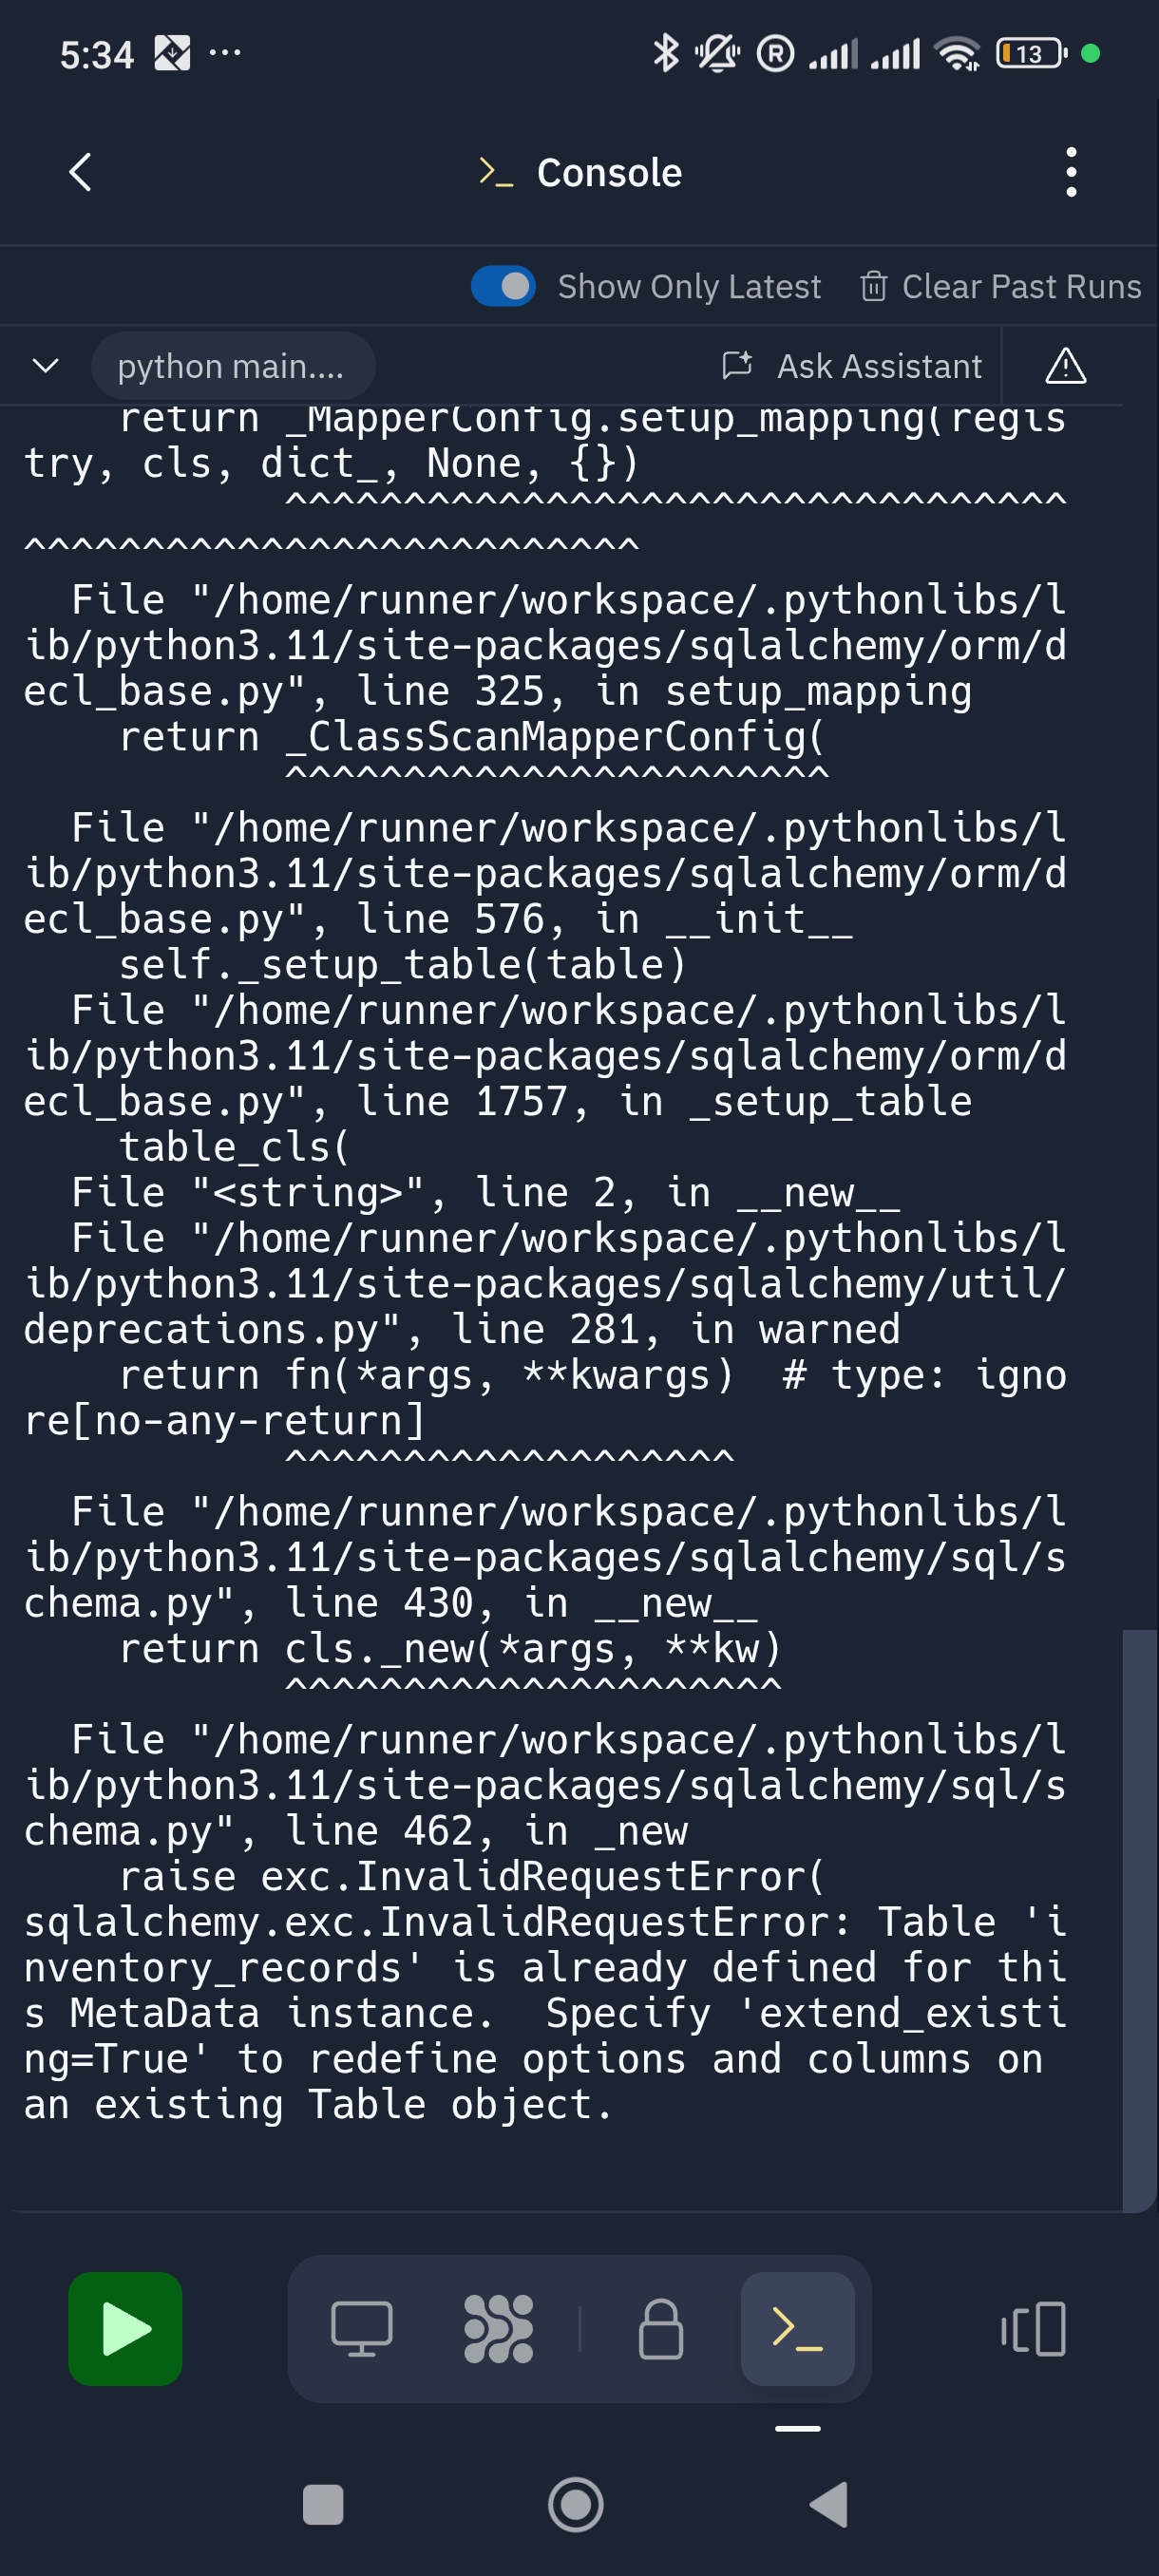 5:34
R
13
>_ Console
Show Only Latest Clear Past Runs
python main.... Ask Assistant
return _MapperConfig.setup_mapping(regis
try, cls, dict_, None, {})
^^^^^^^^^^^^^^^^^^^^^^^^^^^^^^^^^
^^^^^^^^^^^^^^^^^^^^^^^^^^
File "/home/runner/workspace/.pythonlibs/l
ib/python3.11/site-packages/sqlalchemy/orm/d
ecl_base.py", line 325, in setup_mapping
return _ClassScanMapperConfig(
^^^^^^^^^^^^^^^^^^^^^^^
File "/home/runner/workspace/.pythonlibs/l
ib/python3.11/site-packages/sqlalchemy/orm/d
ecl_base.py", line 576, in __init__
self._setup_table(table)
File "/home/runner/workspace/.pythonlibs/l
ib/python3.11/site-packages/sqlalchemy/orm/d
ecl_base.py", line 1757, in _setup_table
table_cls(
File "<string>", line 2, in __new__
File "/home/runner/workspace/.pythonlibs/l
ib/python3.11/site-packages/sqlalchemy/util/
deprecations.py", line 281, in warned
return fn(*args, **kwargs)  # type: igno
re[no-any-return]
^^^^^^^^^^^^^^^^^^^
File "/home/runner/workspace/.pythonlibs/l
ib/python3.11/site-packages/sqlalchemy/sql/s
chema.py", line 430, in __new__
return cls._new(*args, **kw)
^^^^^^^^^^^^^^^^^^^^^
File "/home/runner/workspace/.pythonlibs/l
ib/python3.11/site-packages/sqlalchemy/sql/s
chema.py", line 462, in _new
raise exc.InvalidRequestError(
sqlalchemy.exc.InvalidRequestError: Table 'i
nventory_records' is already defined for thi
s MetaData instance.  Specify 'extend_existi
ng=True' to redefine options and columns on
an existing Table object.